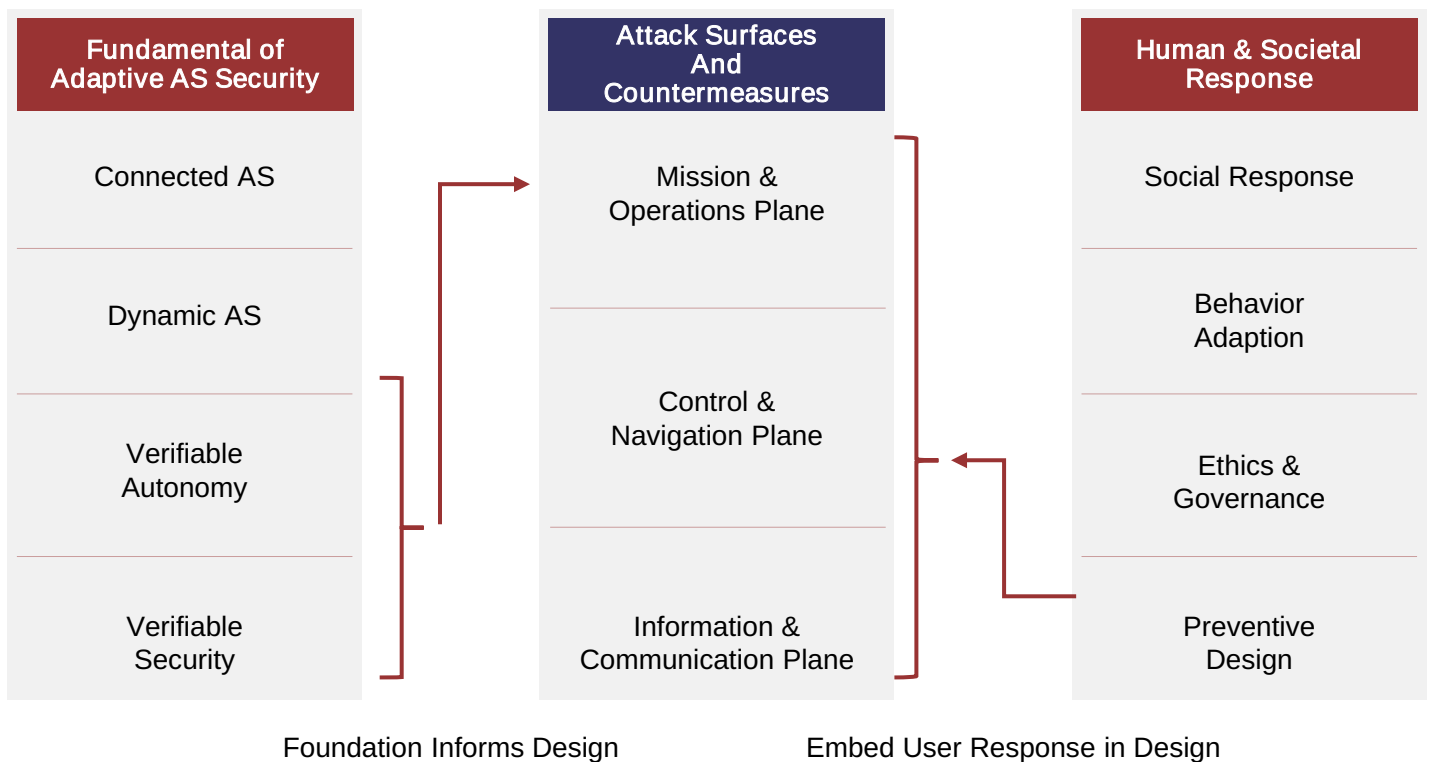 Fundamental of
Adaptive AS Security
Connected AS
Dynamic AS
Verifiable
Autonomy
Verifiable
Security
Attack Surfaces
And
Countermeasures
Mission &
Operations Plane
Control &
Navigation Plane
Information &
Communication Plane
Human & Societal
Response
Social Response
Behavior
Adaption
Ethics &
Governance
Preventive
Design
Foundation Informs Design
Embed User Response in Design